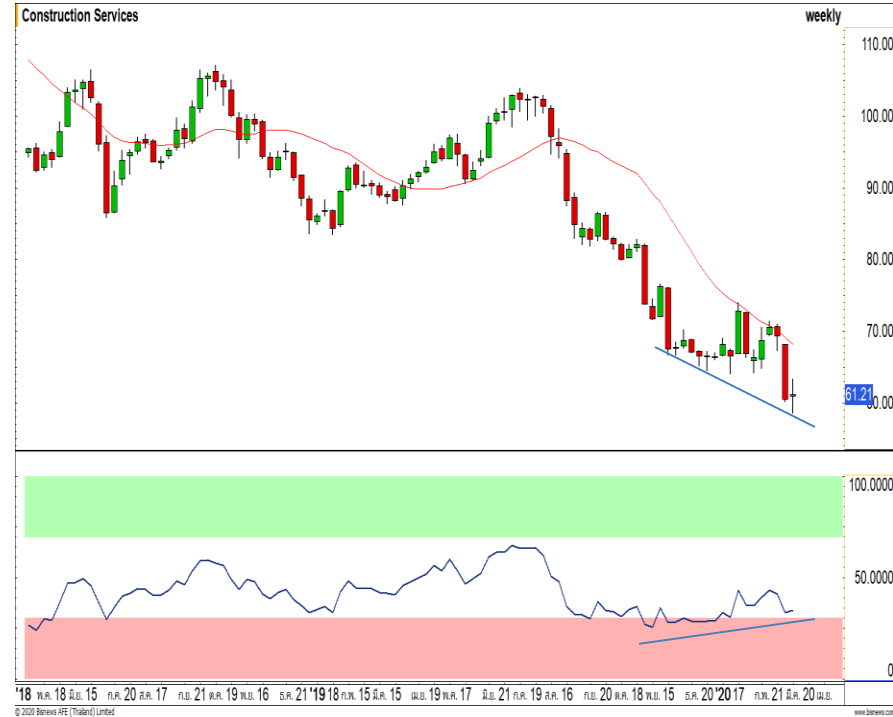 Construction Services
weekly
110.00
100.00
90.00
80.00
70.00
61.21
60.00
100.0000
50.0000
0
'18 พ.ค. 18 มิ.ย. 15 ก.ค. 20 ส.ค. 17 ก.ย. 21 ต.ค. 19 พ.ย. 16 ธ.ค. 21 '19 18 ก.พ. 15 มี.ค. 15 เม.ย. 19 พ.ค. 17 มิ.ย. 21 ก.ค. 19 ส.ค. 16 ก.ย. 20 ต.ค. 18 พ.ย. 15 ธ.ค. 20 '20 17 ก.พ. 21 มี.ค. 20 เม.ย.
© 2020 Bisnews AFE (Thailand) Limited
www.bisnews.com